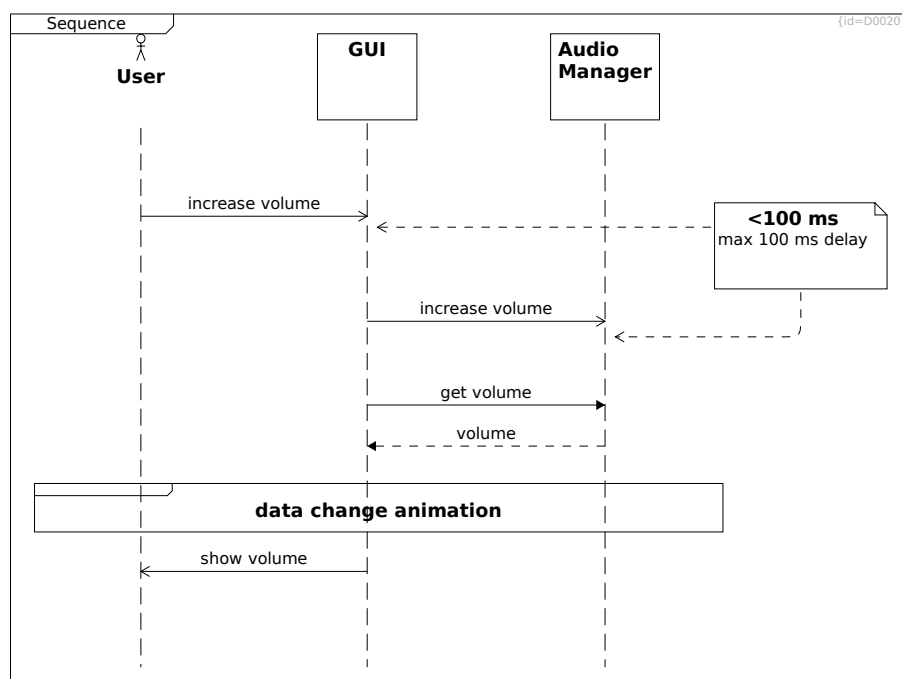 Sequence
{id=D0020
User
GUI
Audio
Manager
increase volume
<100 ms
max 100 ms delay
increase volume
get volume
volume
data change animation
show volume